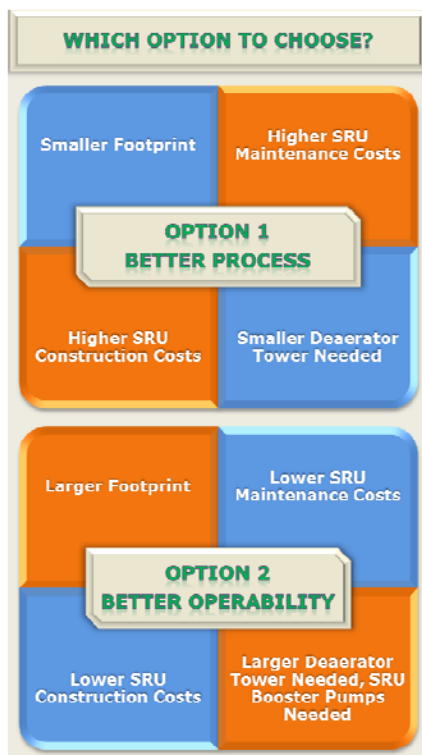 WHICH OPTION TO CHOOSE?
Smaller Footprint
Higher SRU
Maintenance Costs
OPTION 1
BETTER PROCESS
Higher SRU
Construction Costs
Smaller Deaerator
Tower Needed
Larger Footprint
Lower SRU
Maintenance Costs
OPTION 2
BETTER OPERABILITY
Lower SRU
Construction Costs
Larger Deaerator
Tower Needed, SRU
Booster Pumps
Needed